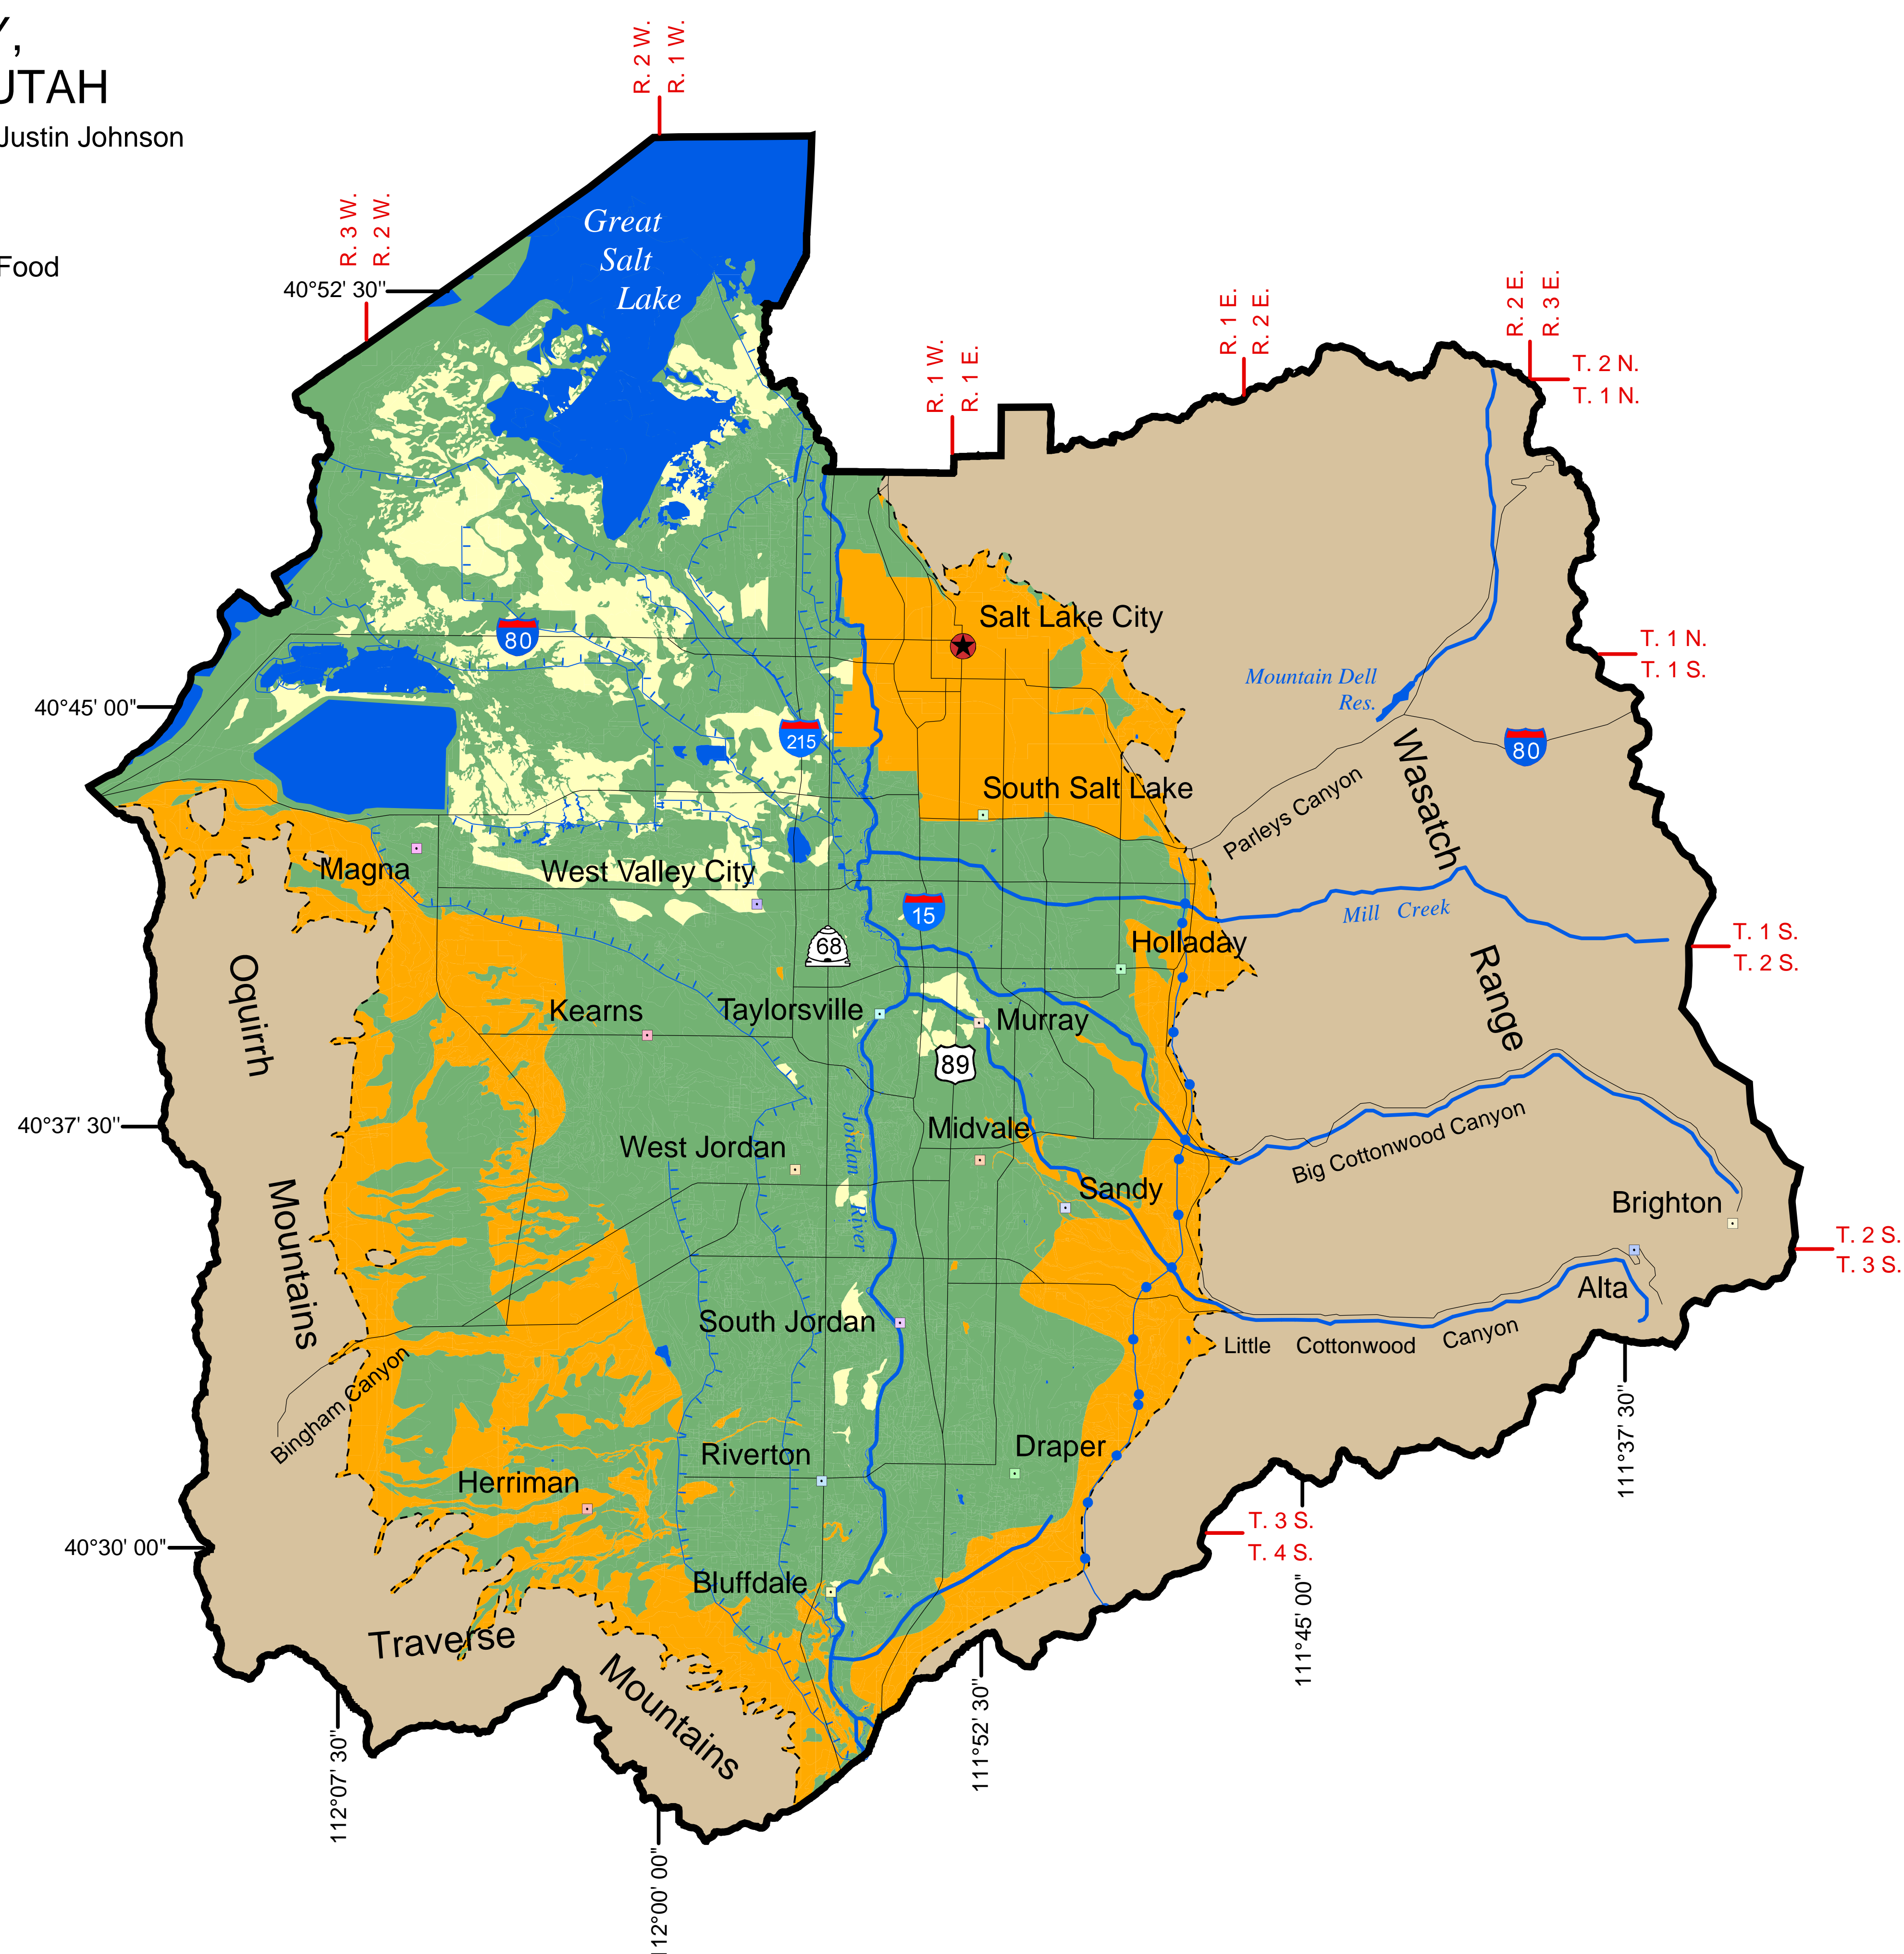 Y,
UTAH
Justin Johnson
Food
R. 2 W.
R. 1 W.
R. 3 W.
R. 2 W.
40°52' 30"
Great
Salt
Lake
R. 1 W.
R. 1 E.
R. 1 E.
R. 2 E.
R. 2 E.
R. 3 E.
T. 2 N.
T. 1 N.
Salt Lake City
80
T. 1 N.
T. 1 S.
Mountain Dell
Res.
40°45' 00"
215
80
Wasatch
South Salt Lake
Parleys Canyon
Magna
West Valley City
15
Mill Creek
68
Holladay
T. 1 S.
T. 2 S.
Oquirrh
Range
Kearns
Taylorsville
Murray
89
40°37' 30"
Midvale
Jordan River
West Jordan
Big Cottonwood Canyon
Sandy
Brighton
Mountains
T. 2 S.
T. 3 S.
Alta
South Jordan
Little Cottonwood Canyon
Bingham Canyon
Riverton
Draper
111°37' 30"
Herriman
T. 3 S.
T. 4 S.
40°30' 00"
Bluffdale
111°45' 00"
Traverse
Mountains
111°52' 30"
112°07' 30"
112°00' 00"